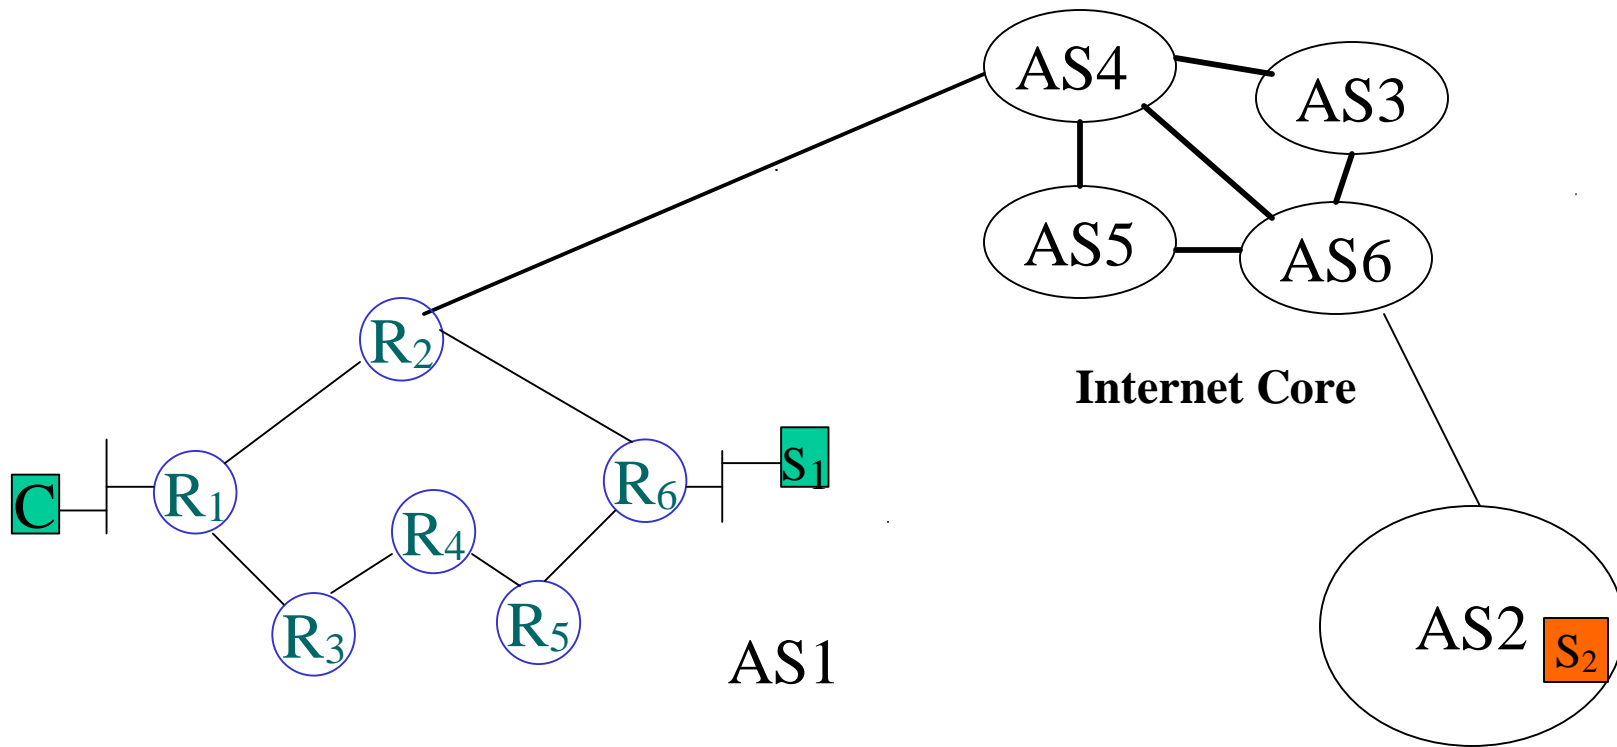 AS4
AS3
AS5
AS6
R2
Internet Core
S1
R6
C
R1
R4
R5
R3
AS1
AS2
S2